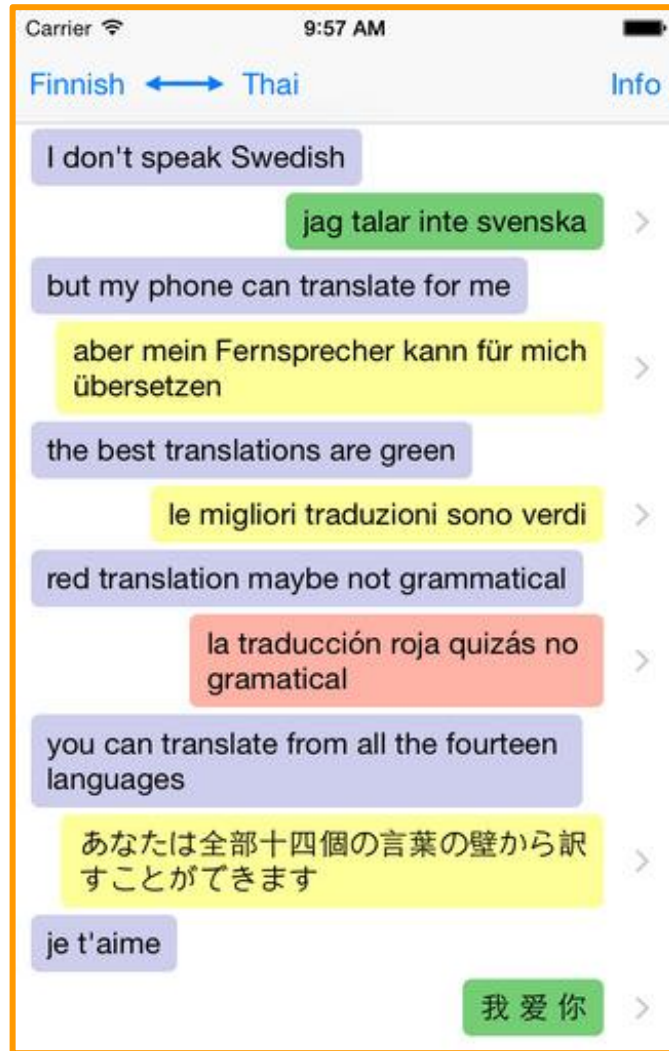 Carrier 9:57 AM
Finnish ⟷ Thai Info
I don't speak Swedish
jag talar inte svenska
but my phone can translate for me
aber mein Fernsprecher kann für mich
übersetzen
the best translations are green
le migliori traduzioni sono verdi
red translation maybe not grammatical
la traducción roja quizás no
gramatical
you can translate from all the fourteen
languages
あなたは全部十四個の言葉の壁から訳
すことができます
je t'aime
我 爱 你